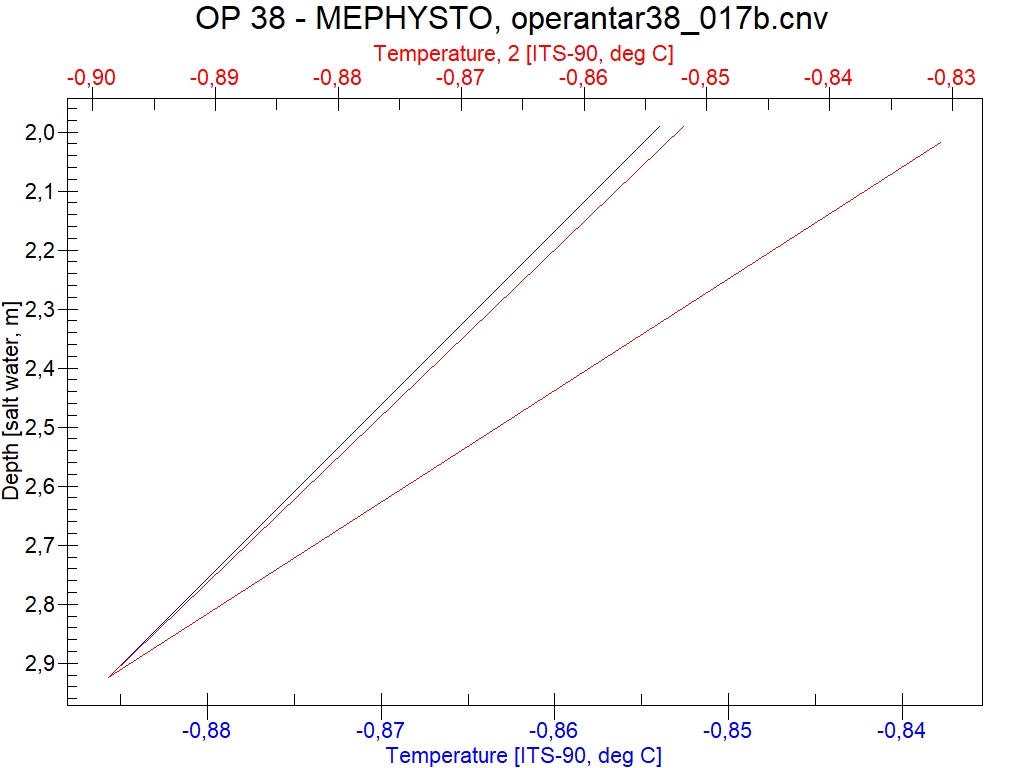 OP 38 - MEPHYSTO, operantar38_017b.cnv
Temperature, 2 [ITS-90, deg C]
-0,90 -0,89 -0,88 -0,87 -0,86 -0,85 -0,84 -0,83
Depth [salt water, m]
2,0
2,1
2,2
2,3
2,4
2,5
2,6
2,7
2,8
2,9
-0,88 -0,87 -0,86 -0,85 -0,84
Temperature [ITS-90, deg C]